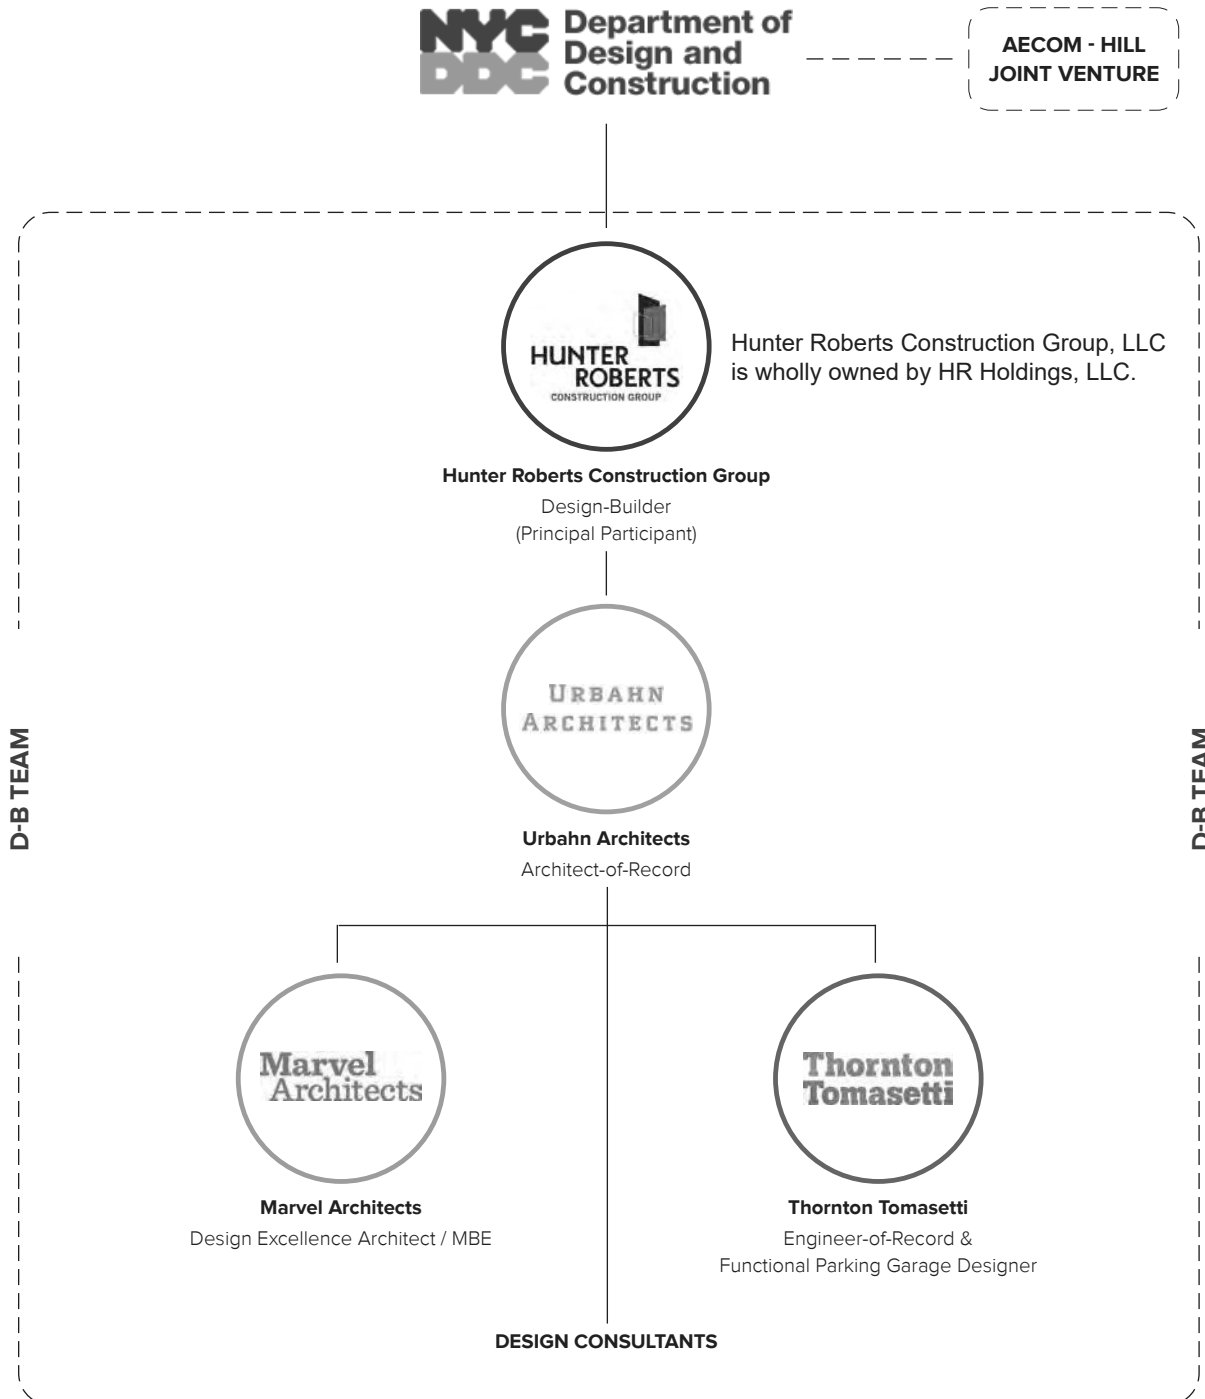 NYC
DDC
Department of
Design and
Construction
AECOM - HILL
JOINT VENTURE
HUNTER
ROBERTS
CONSTRUCTION GROUP
Hunter Roberts Construction Group, LLC
is wholly owned by HR Holdings, LLC.
Hunter Roberts Construction Group
Design-Builder
(Principal Participant)
URBAHN
ARCHITECTS
Urbahn Architects
Architect-of-Record
D-B TEAM
D-B TEAM
Marvel
Architects
Marvel Architects
Design Excellence Architect / MBE
Thornton
Tomasetti
Thornton Tomasetti
Engineer-of-Record &
Functional Parking Garage Designer
DESIGN CONSULTANTS